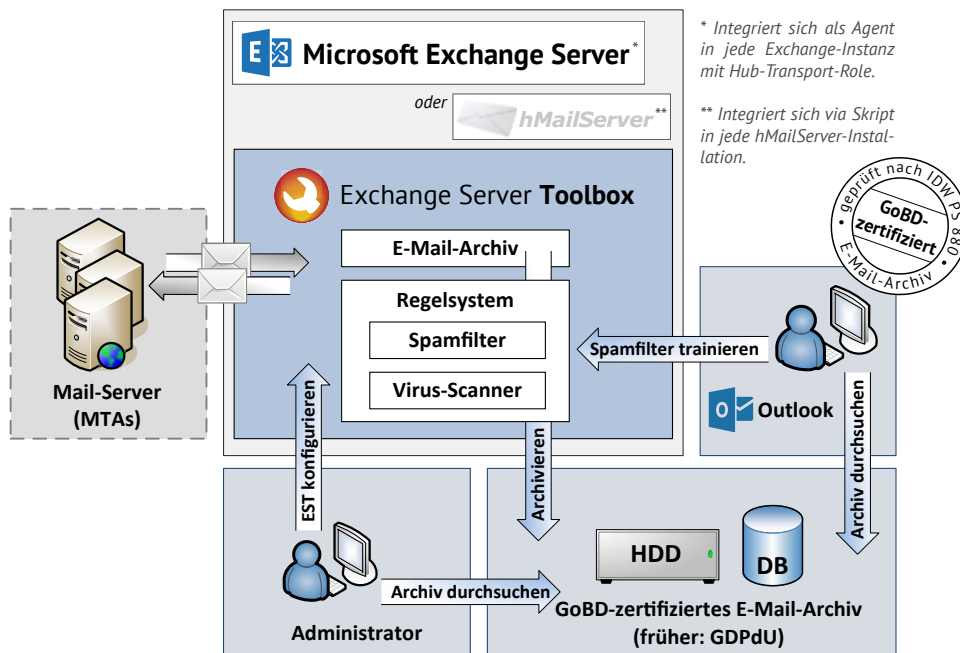 Microsoft Exchange Server*
oder
hMailServer**
* Integriert sich als Agent
in jede Exchange-Instanz
mit Hub-Transport-Role.
** Integriert sich via Skript
in jede hMailServer-Instal-
lation.
Exchange Server Toolbox
E-Mail-Archiv
Regelsystem
Spamfilter
Virus-Scanner
Mail-Server
(MTAs)
• geprüft nach IDW PS 880 •
GoBD-
zertifiziert
E-Mail-Archiv
Spamfilter trainieren
Outlook
EST konfigurieren
Archivieren
Archiv durchsuchen
Administrator
Archiv durchsuchen
HDD
DB
GoBD-zertifiziertes E-Mail-Archiv
(früher: GDPdU)